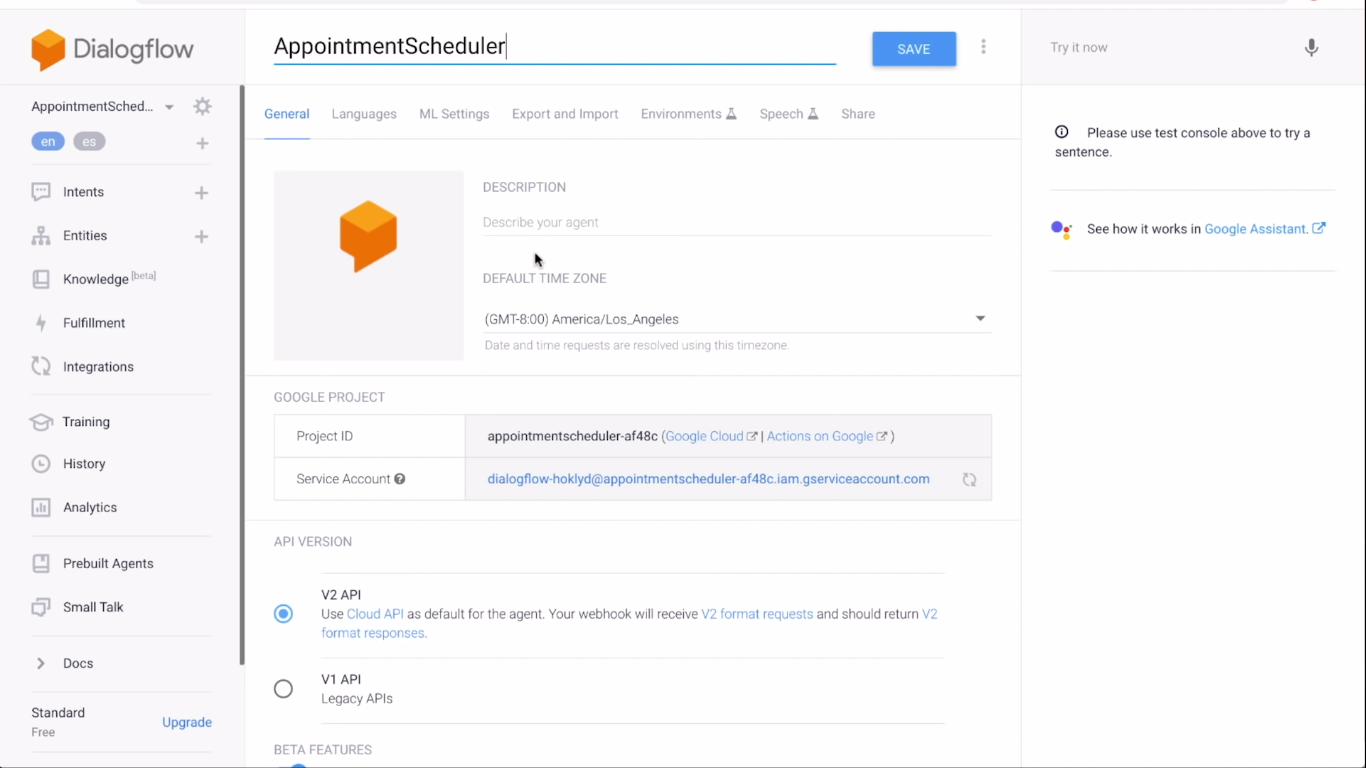 Dialogflow
AppointmentScheduler
SAVE
Try it now
AppointmentSched...
en
es
General
Languages
ML Settings
Export and Import
Environments
Speech
Share
Intents
Entities
Knowledge [beta]
Fulfillment
Integrations
Training
History
Analytics
Prebuilt Agents
Small Talk
Docs
Standard
Free
Upgrade
DESCRIPTION
Describe your agent
DEFAULT TIME ZONE
(GMT-8:00) America/Los_Angeles
Date and time requests are resolved using this timezone.
GOOGLE PROJECT
Project ID
appointmentscheduler-af48c (Google Cloud | Actions on Google )
Service Account
dialogflow-hoklyd@appointmentscheduler-af48c.iam.gserviceaccount.com
API VERSION
V2 API
Use Cloud API as default for the agent. Your webhook will receive V2 format requests and should return V2
format responses.
V1 API
Legacy APIs
BETA FEATURES
Please use test console above to try a
sentence.
See how it works in Google Assistant.